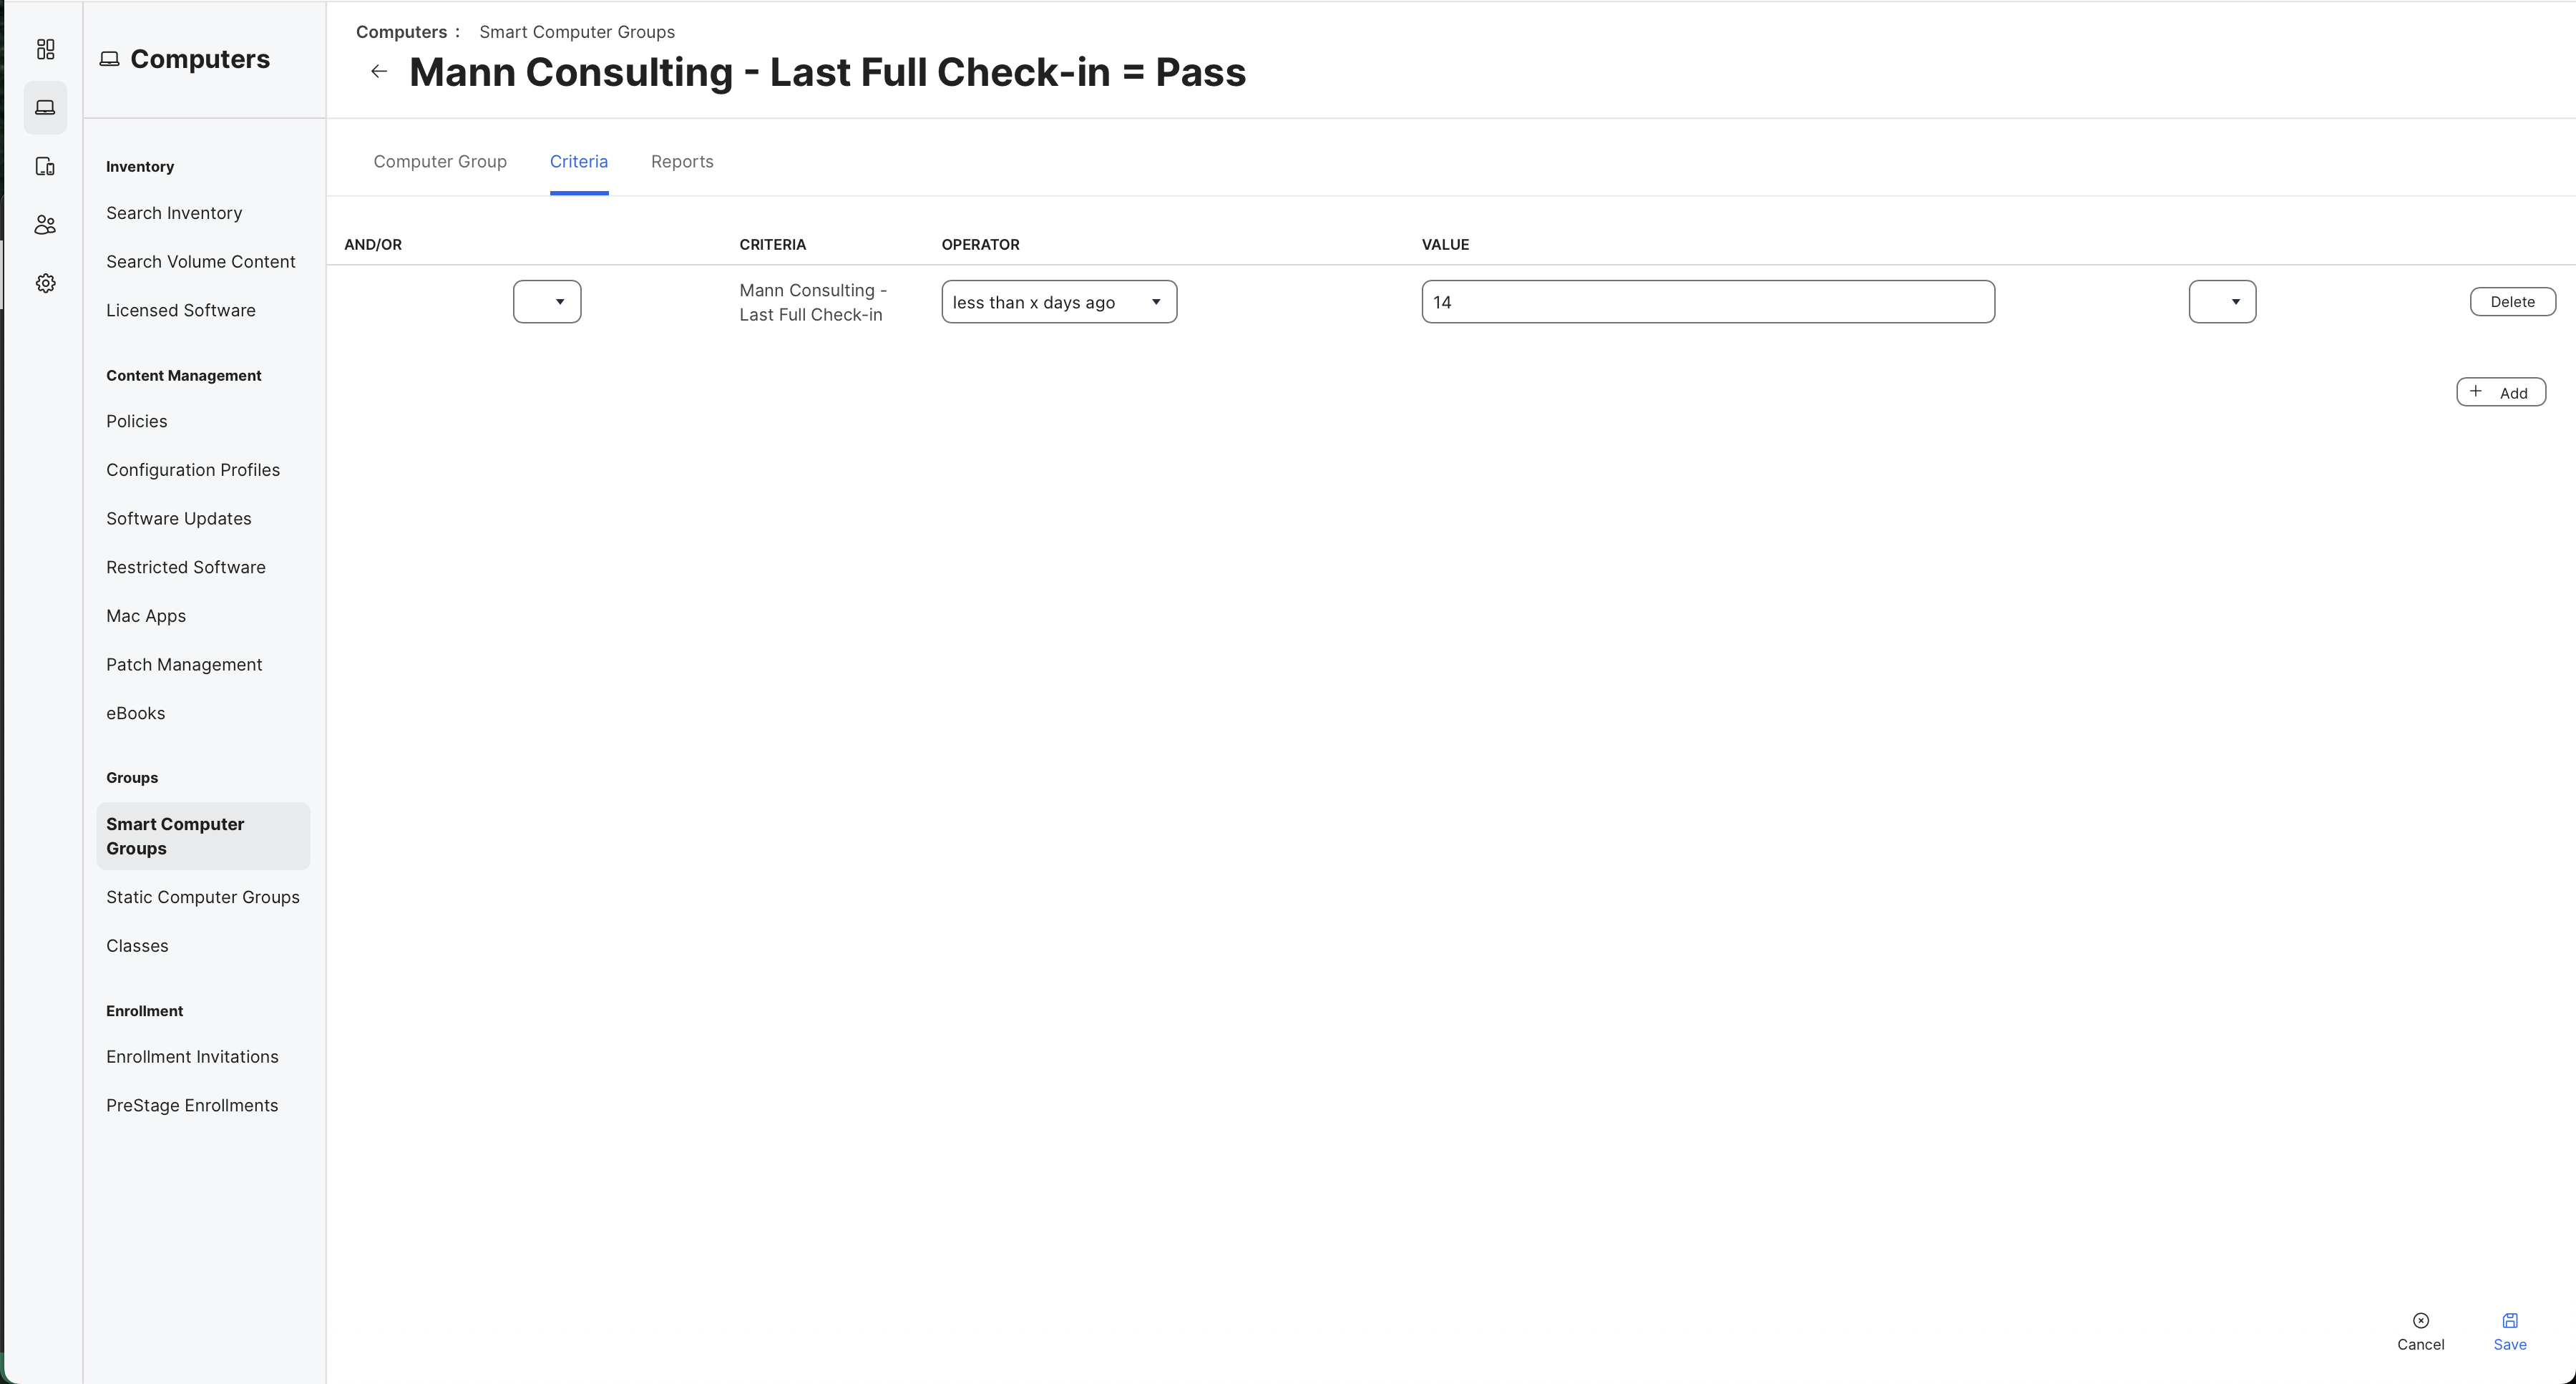 Computers
Inventory
Search Inventory
Search Volume Content
Licensed Software
Content Management
Policies
Configuration Profiles
Software Updates
Restricted Software
Mac Apps
Patch Management
eBooks
Groups
Smart Computer
Groups
Static Computer Groups
Classes
Enrollment
Enrollment Invitations
PreStage Enrollments
Computers : Smart Computer Groups
Mann Consulting - Last Full Check-in = Pass
Computer Group Criteria Reports
AND/OR CRITERIA OPERATOR VALUE
Mann Consulting -
Last Full Check-in
less than x days ago
14
Delete
+ Add
Cancel Save